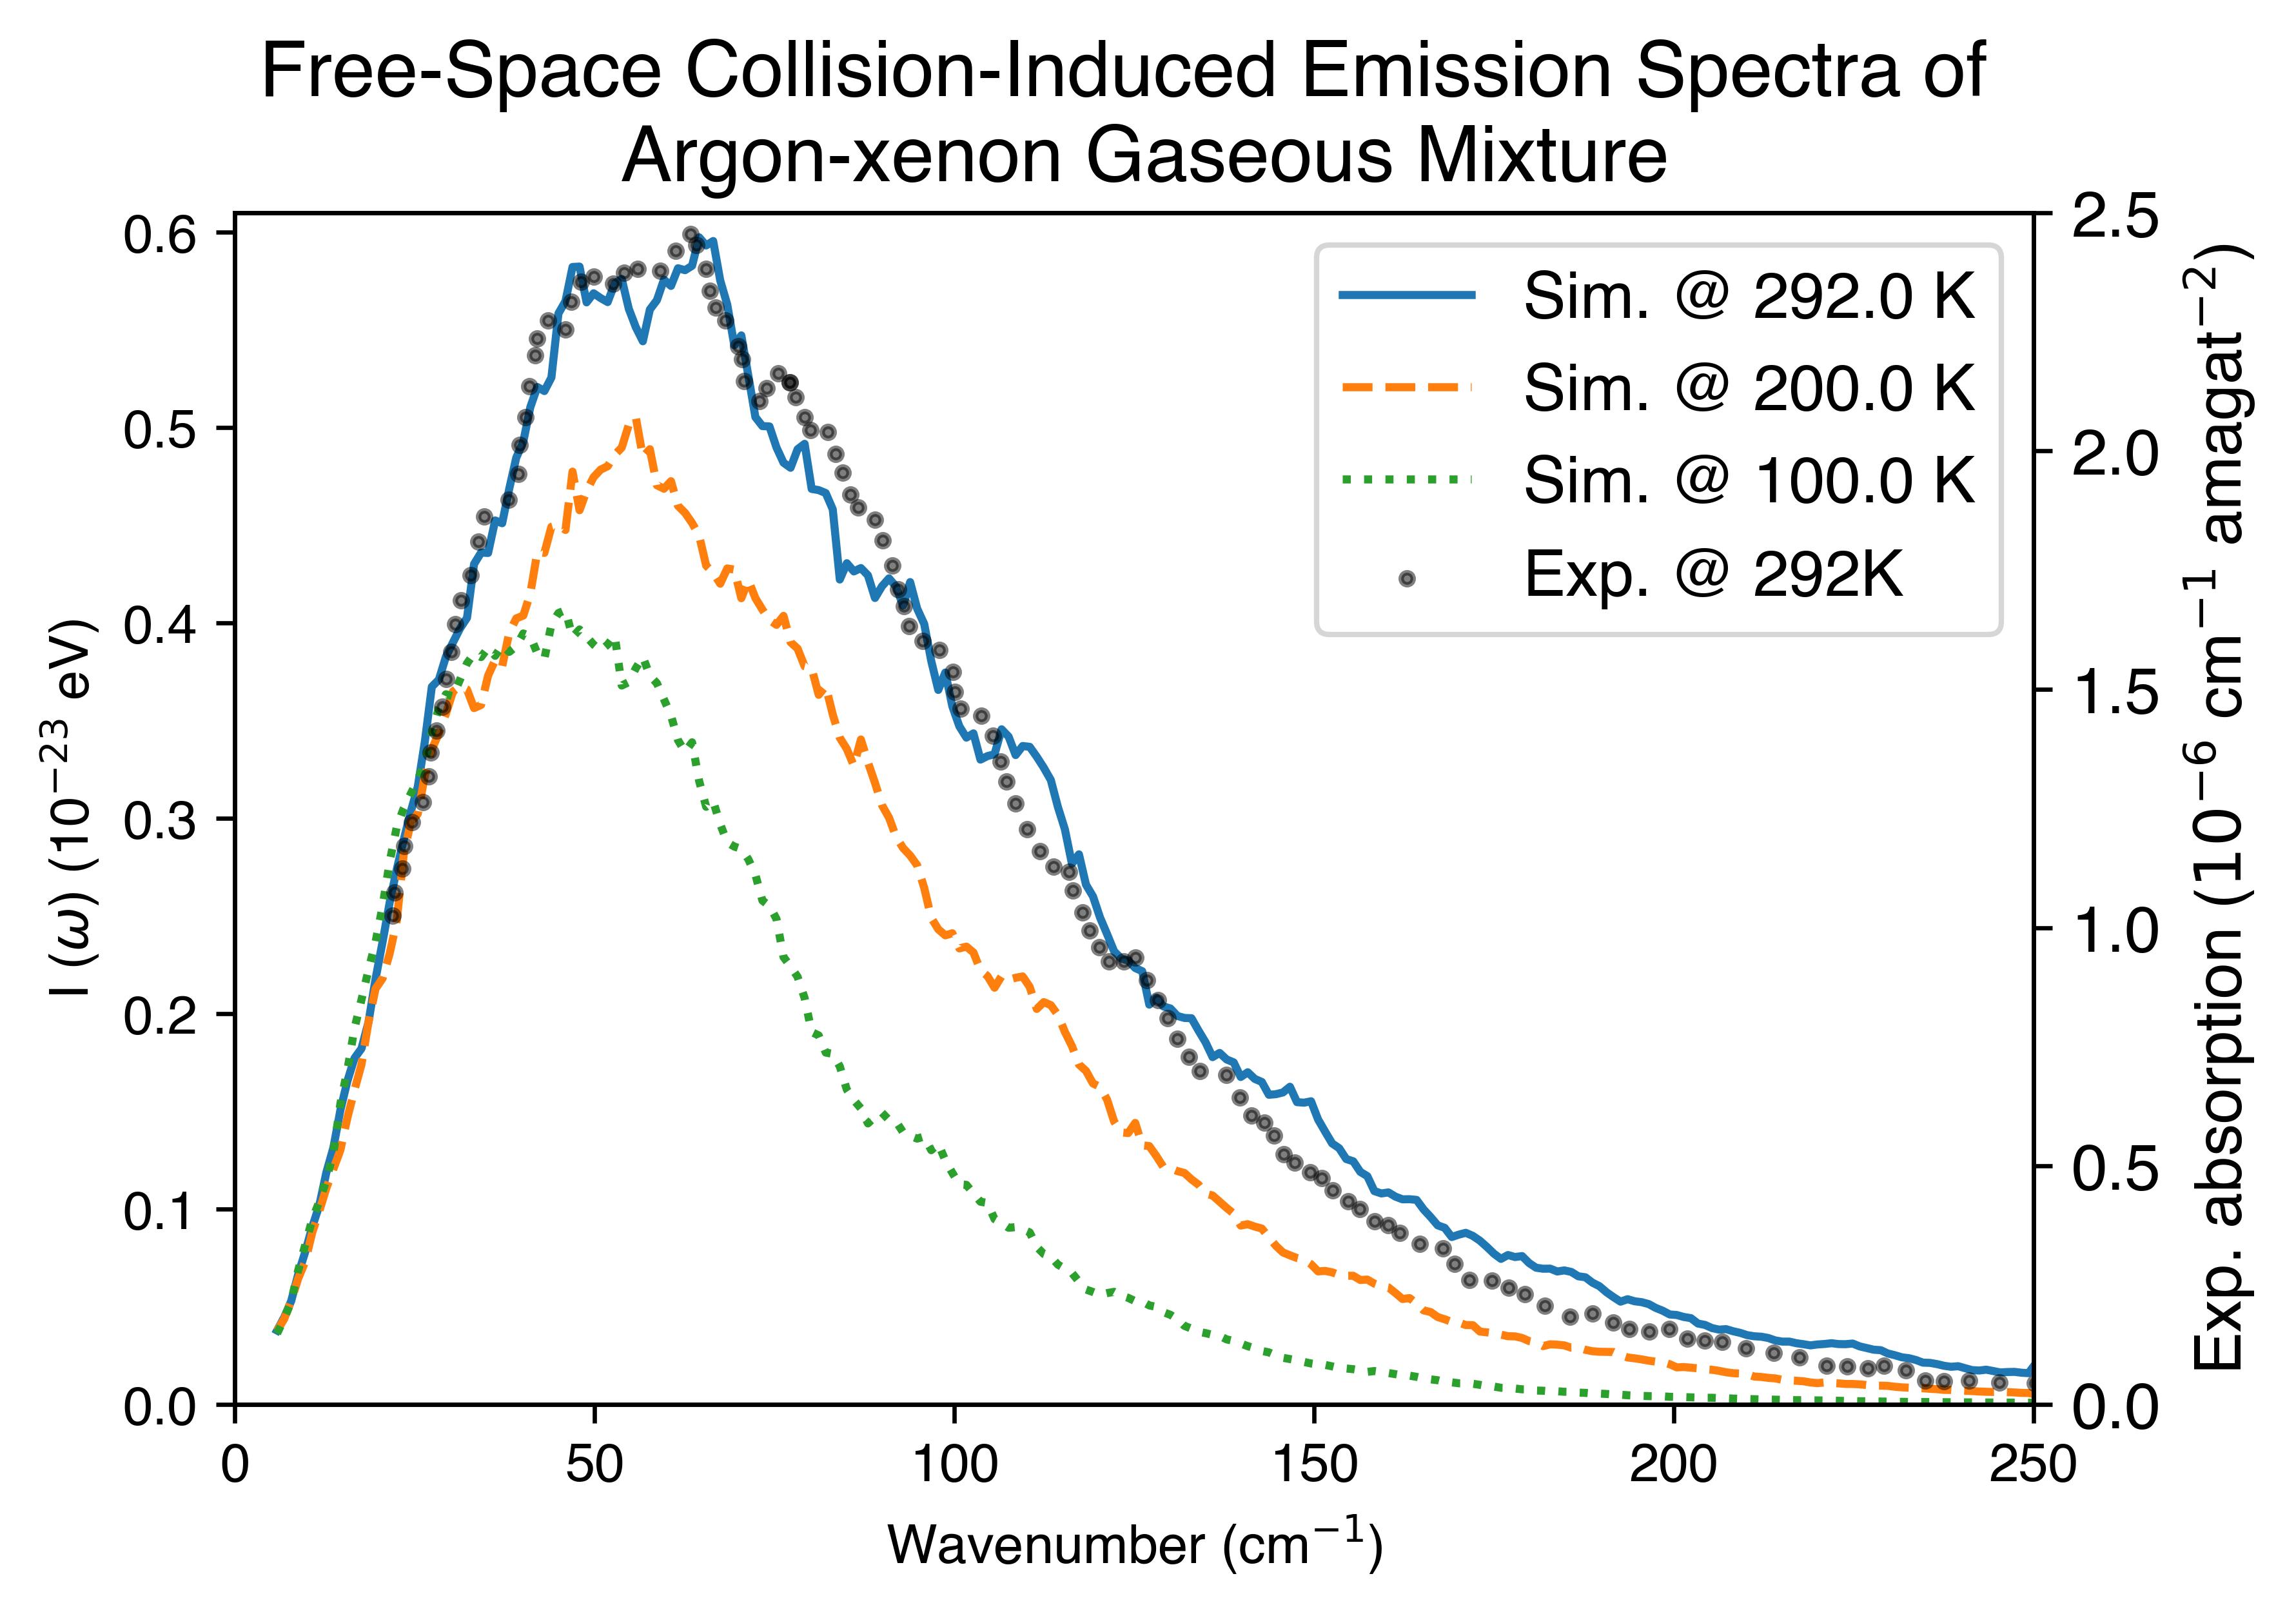 Free-Space Collision-Induced Emission Spectra of
Argon-xenon Gaseous Mixture
I (ω) (10⁻²³ eV)
0.6
0.5
0.4
0.3
0.2
0.1
0.0
Sim. @ 292.0 K
Sim. @ 200.0 K
Sim. @ 100.0 K
Exp. @ 292K
2.5
2.0
1.5
1.0
0.5
0.0
Exp. absorption (10⁻⁶ cm⁻¹ amagat⁻²)
0 50 100 150 200 250
Wavenumber (cm⁻¹)